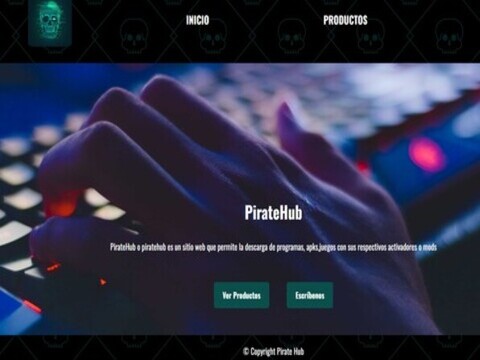 INICIO PRODUCTOS
PirateHub
PirateHub o piratehub es un sitio web que permite la descarga de programas, apks,juegos con sus respectivos activadores o mods
Ver Productos Escribenos
© Copyright Pirate Hub